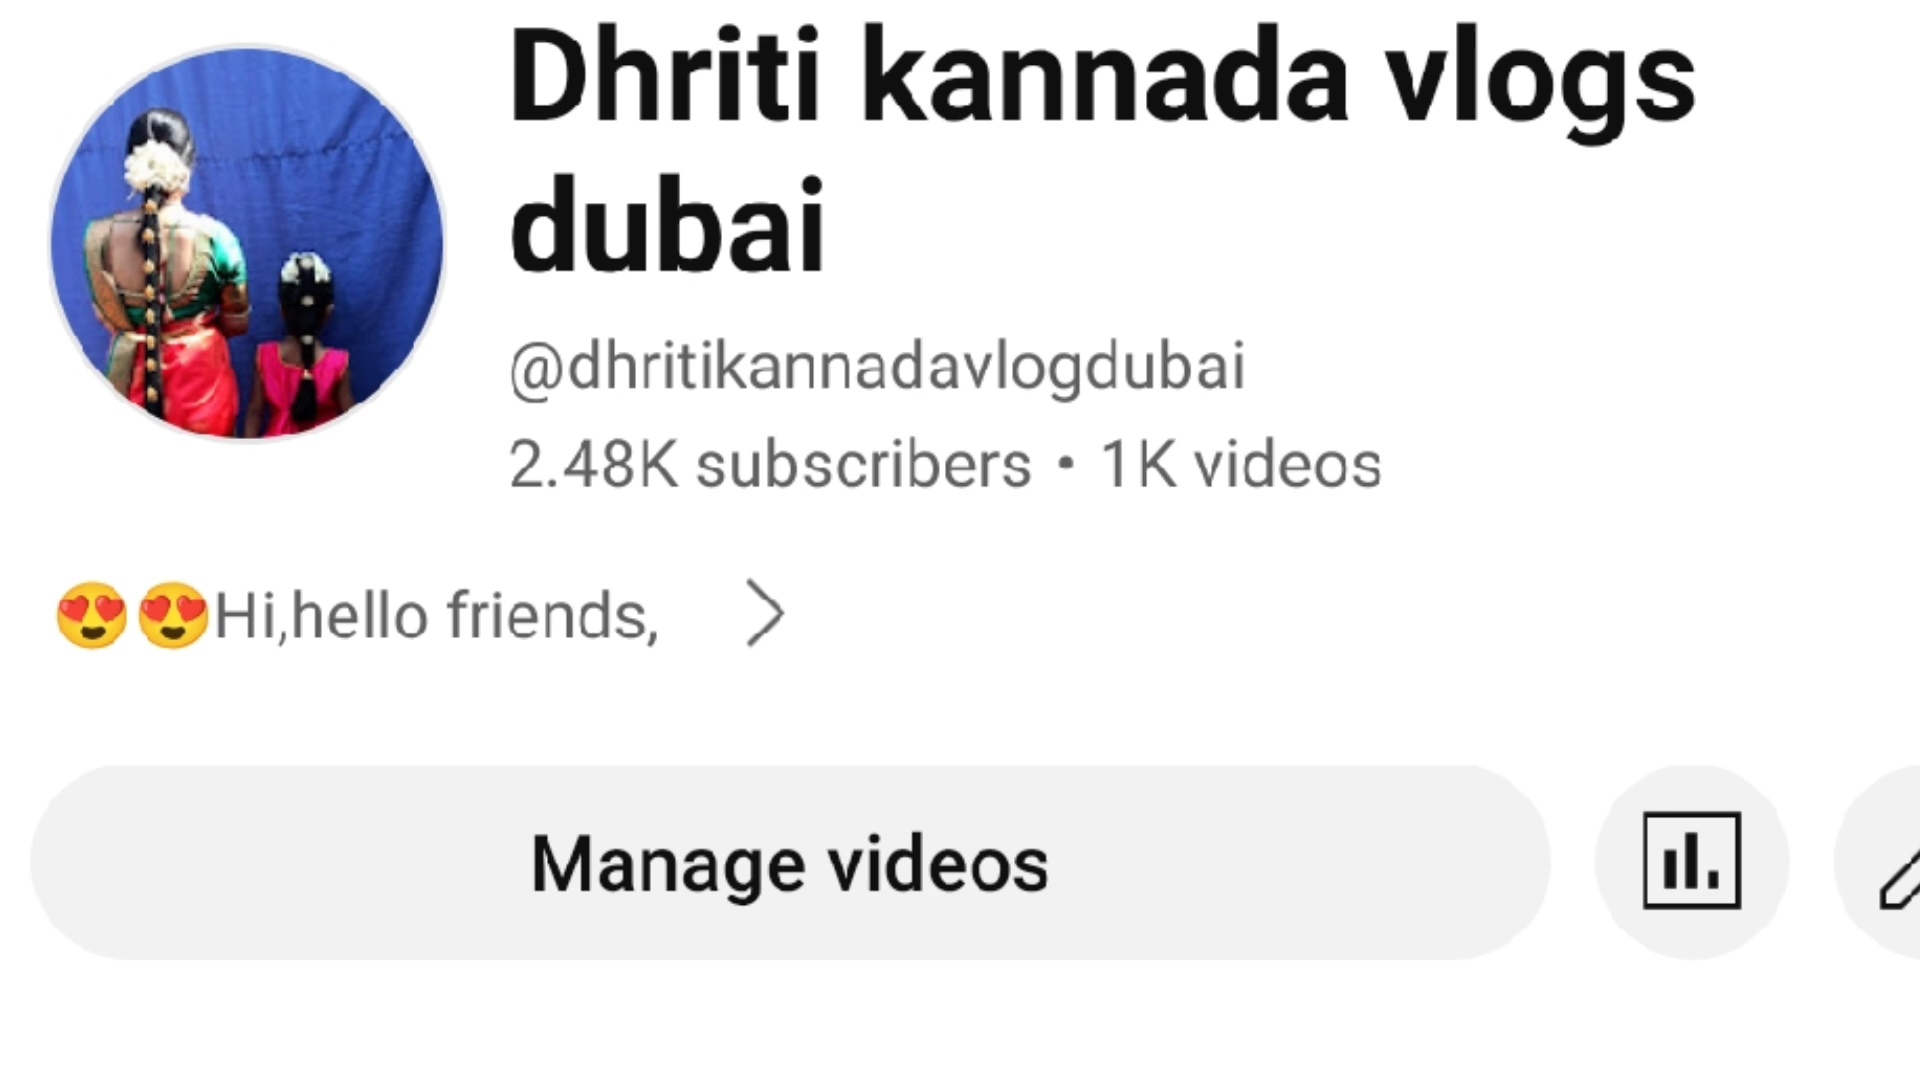 Dhriti kannada vlogs
dubai
@dhritikannadavlogdubai
2.48K subscribers • 1K videos
😍😍Hi,hello friends,
Manage videos